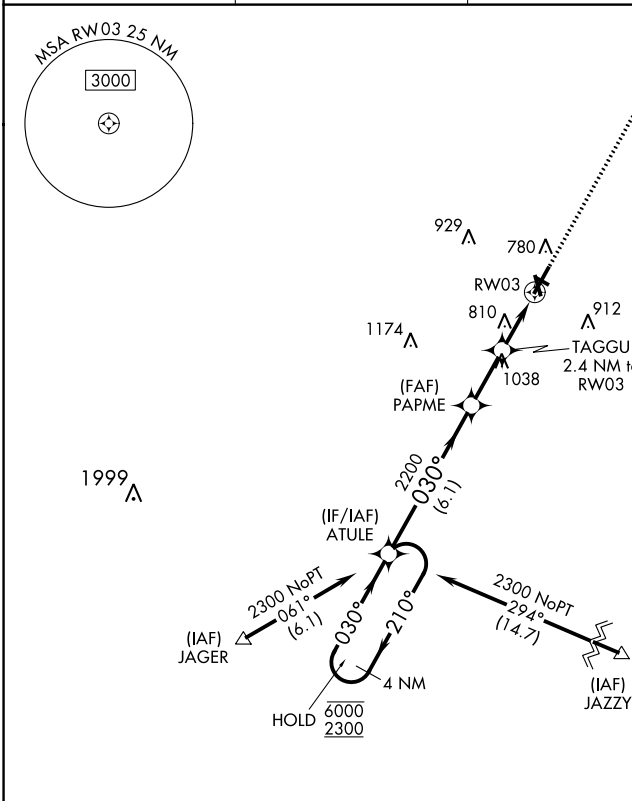 MSA RW03 25 NM
3000
929
780
RW03
810
912
1174
TAGGU
2.4 NM to
RW03
1038
(FAF)
PAPME
2200
030°
(6.1)
1999
(IF/IAF)
ATULE
2300 NoPT
061°
(6.1)
(IAF)
JAGER
030°
210°
2300 NoPT
294°
(14.7)
(IAF)
JAZZY
4 NM
HOLD
6000
2300